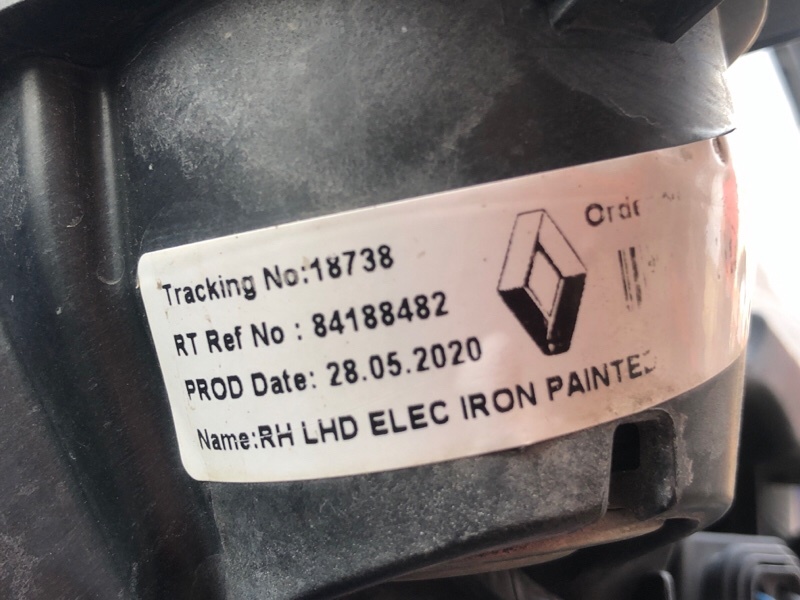 Tracking No:18738
RT Ref No : 84188482
PROD Date: 28.05.2020
Name:RH LHD ELEC IRON PAINTED